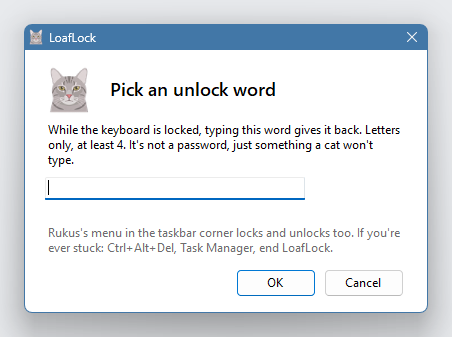 LoafLock
Pick an unlock word
While the keyboard is locked, typing this word gives it back. Letters
only, at least 4. It's not a password, just something a cat won't
type.
Rukus's menu in the taskbar corner locks and unlocks too. If you're
ever stuck: Ctrl+Alt+Del, Task Manager, end LoafLock.
OK
Cancel